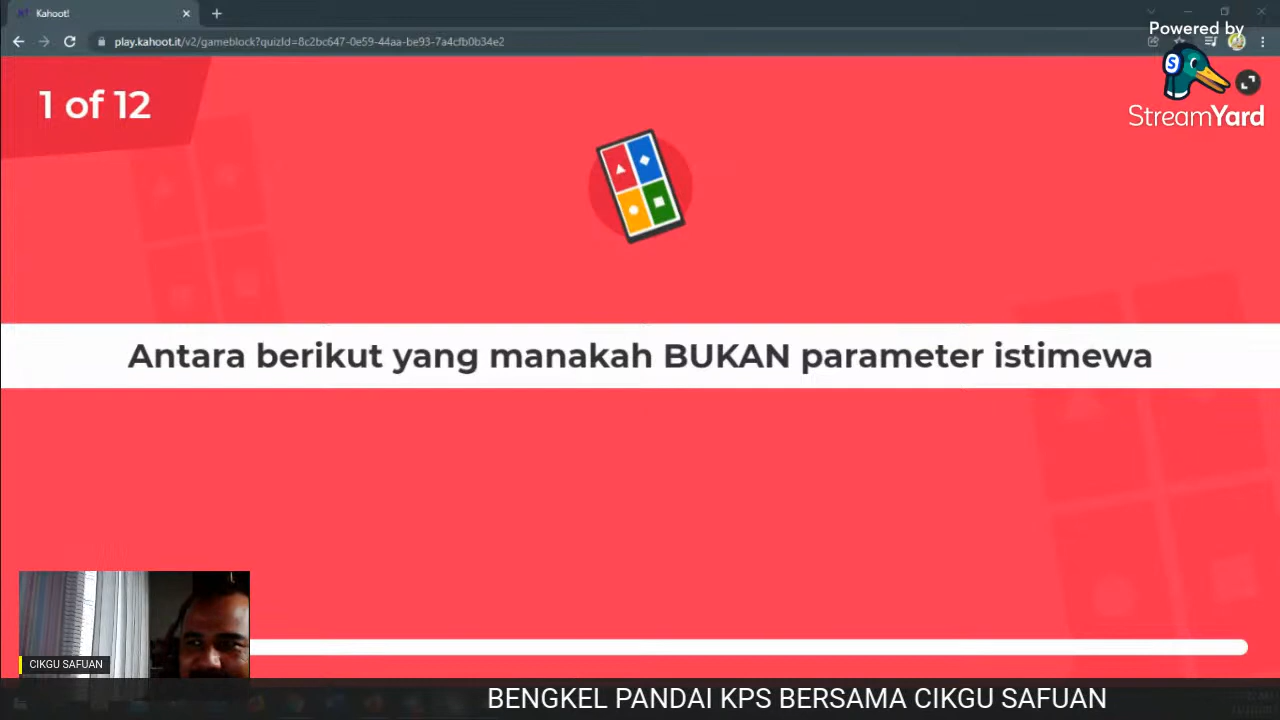 Kahoot!
play.kahoot.it/v2/gameblock?quizId=8c2bc647-0e59-44aa-be93-7a4cfb0b34e2
Powered by
S
StreamYard
1 of 12
Antara berikut yang manakah BUKAN parameter istimewa
CIKGU SAFUAN
BENGKEL PANDAI KPS BERSAMA CIKGU SAFUAN